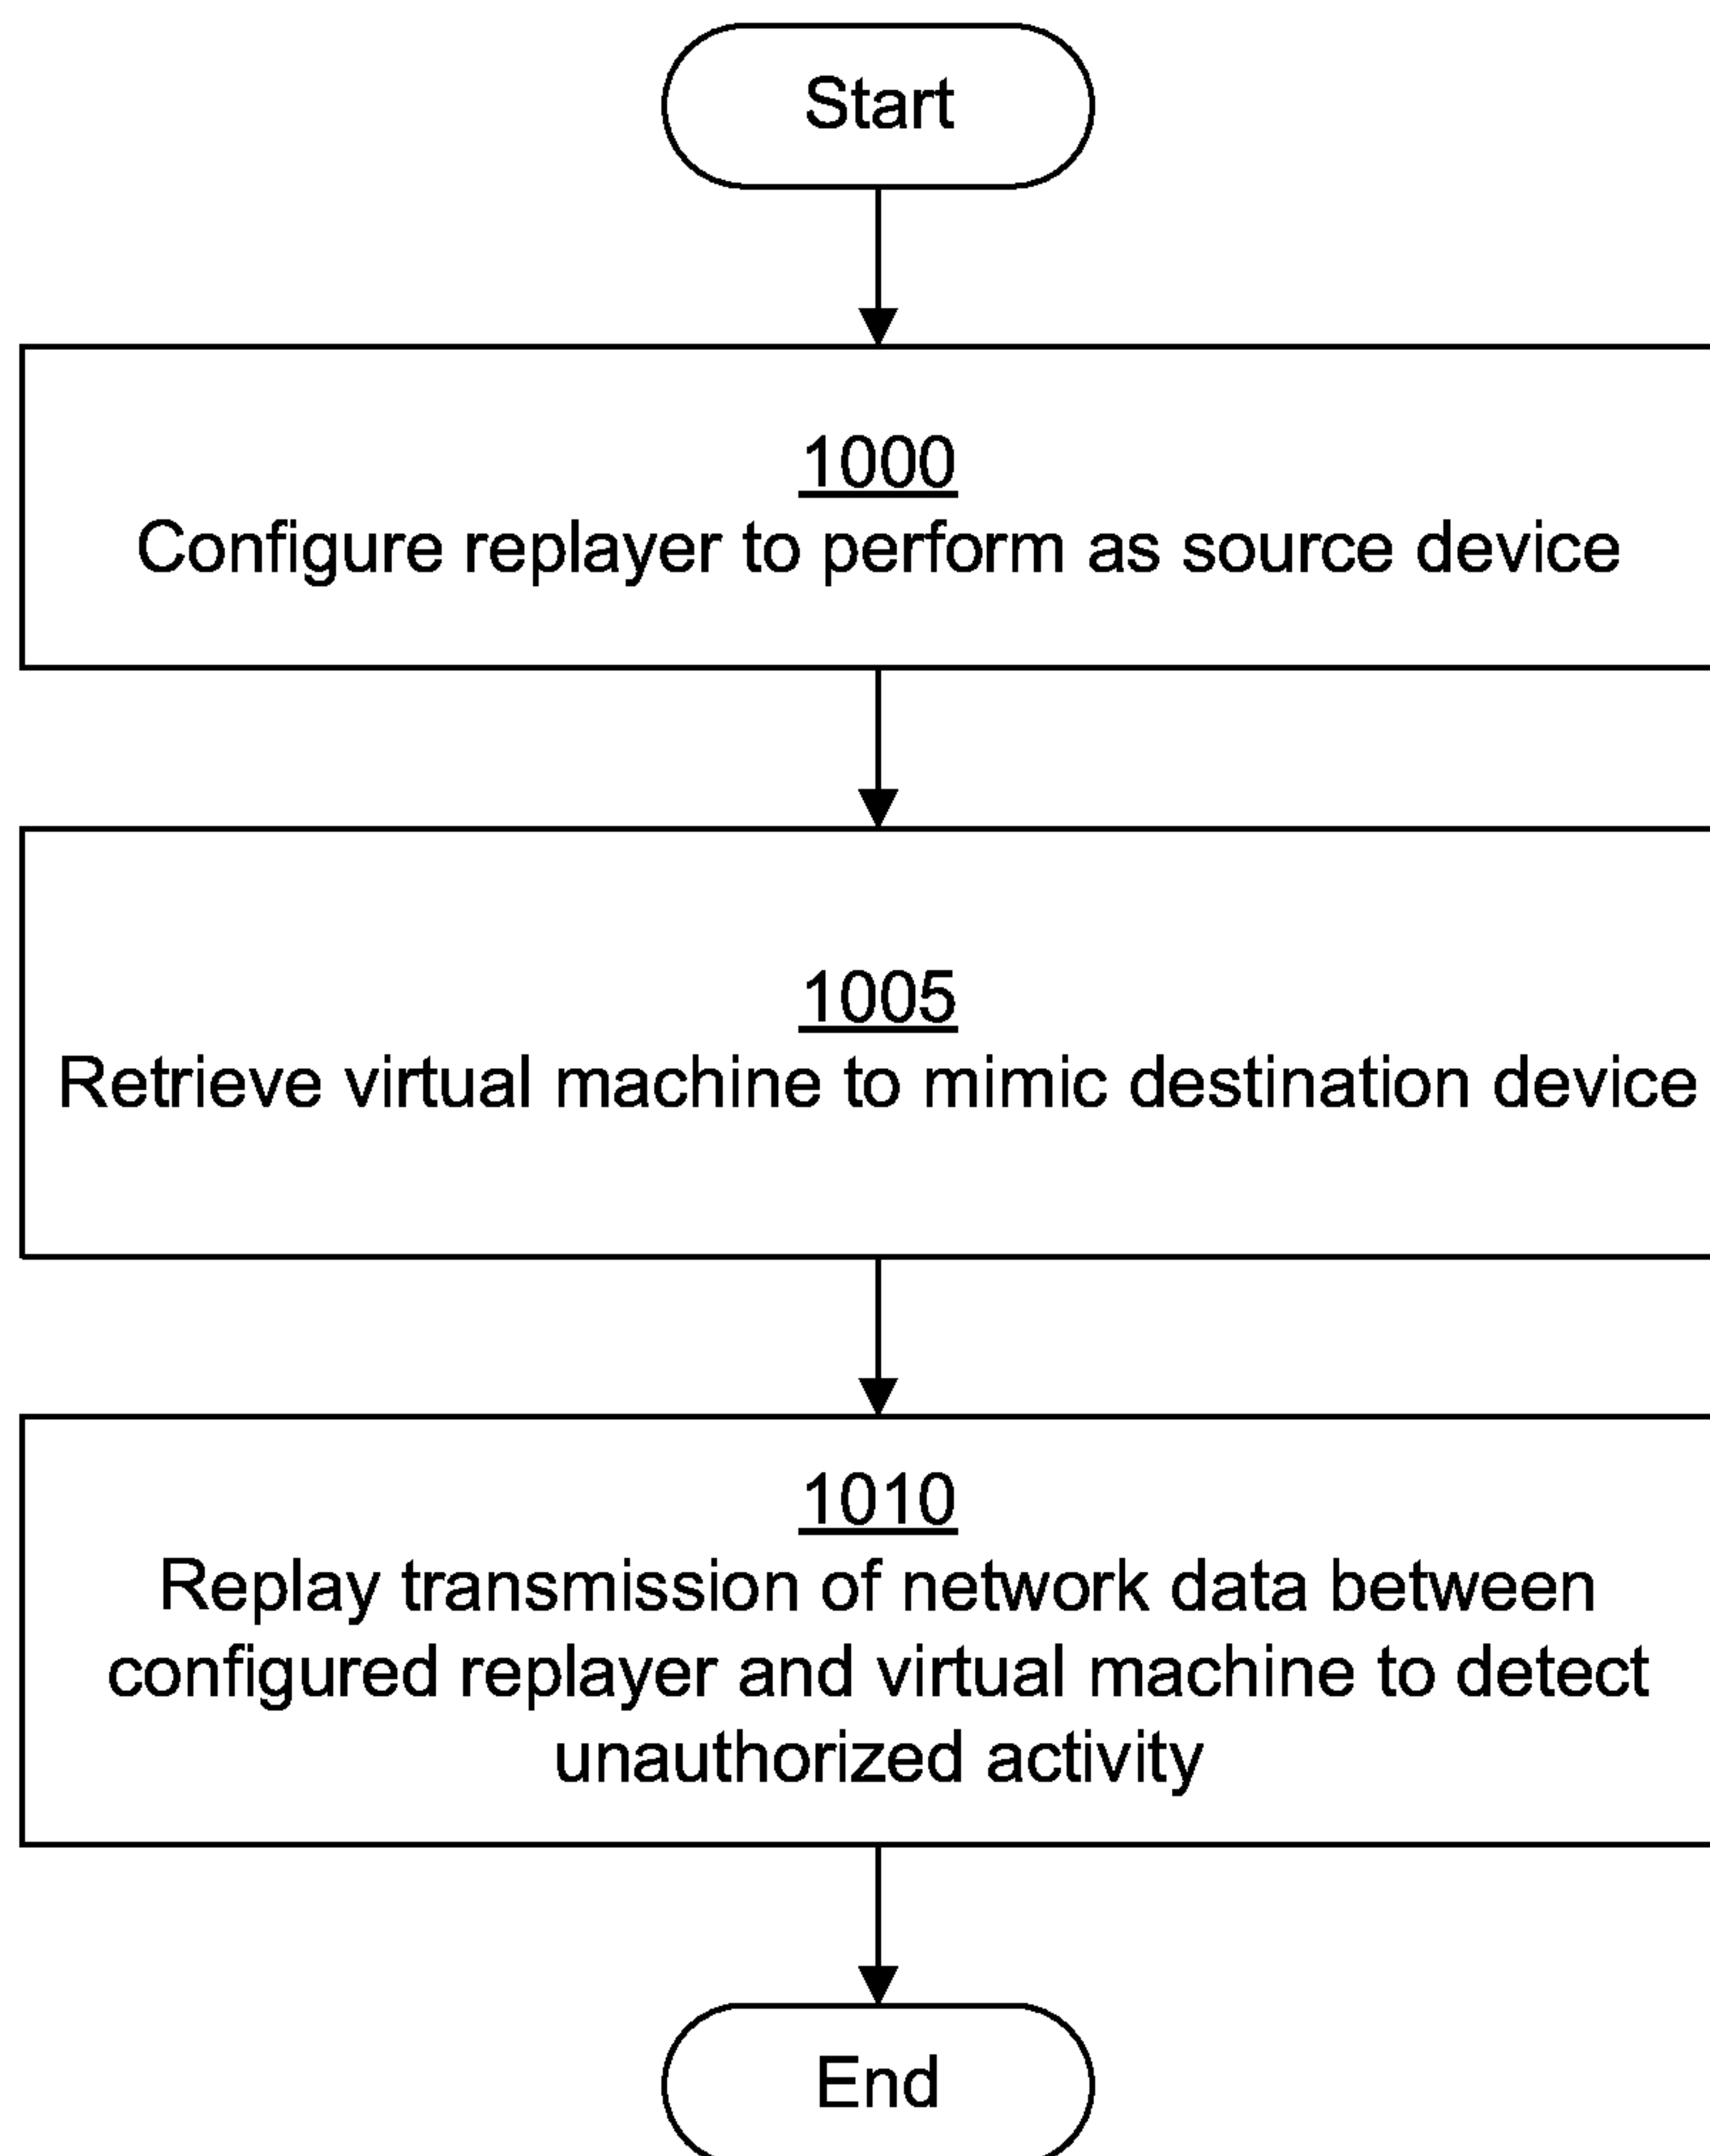 Start
1000
Configure replayer to perform as source device
1005
Retrieve virtual machine to mimic destination device
1010
Replay transmission of network data between
configured replayer and virtual machine to detect
unauthorized activity
End